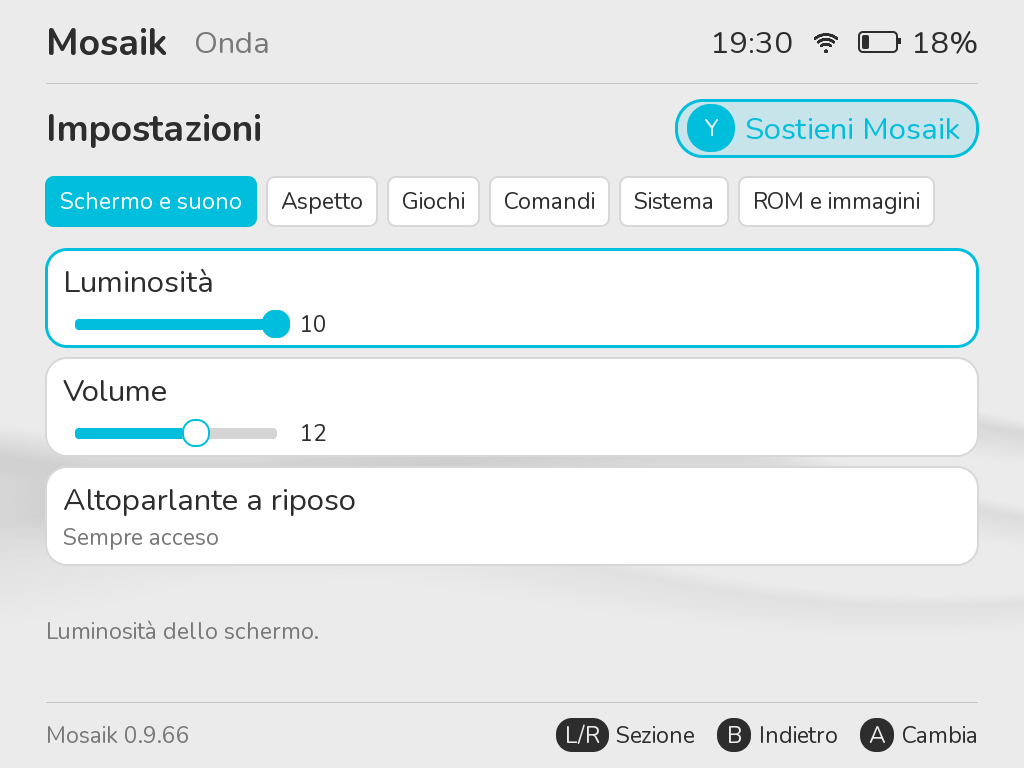 Mosaik Onda 19:30 18%
Impostazioni Y Sostieni Mosaik
Schermo e suono Aspetto Giochi Comandi Sistema ROM e immagini
Luminosità
10
Volume
12
Altoparlante a riposo
Sempre acceso
Luminosità dello schermo.
Mosaik 0.9.66 L/R Sezione B Indietro A Cambia